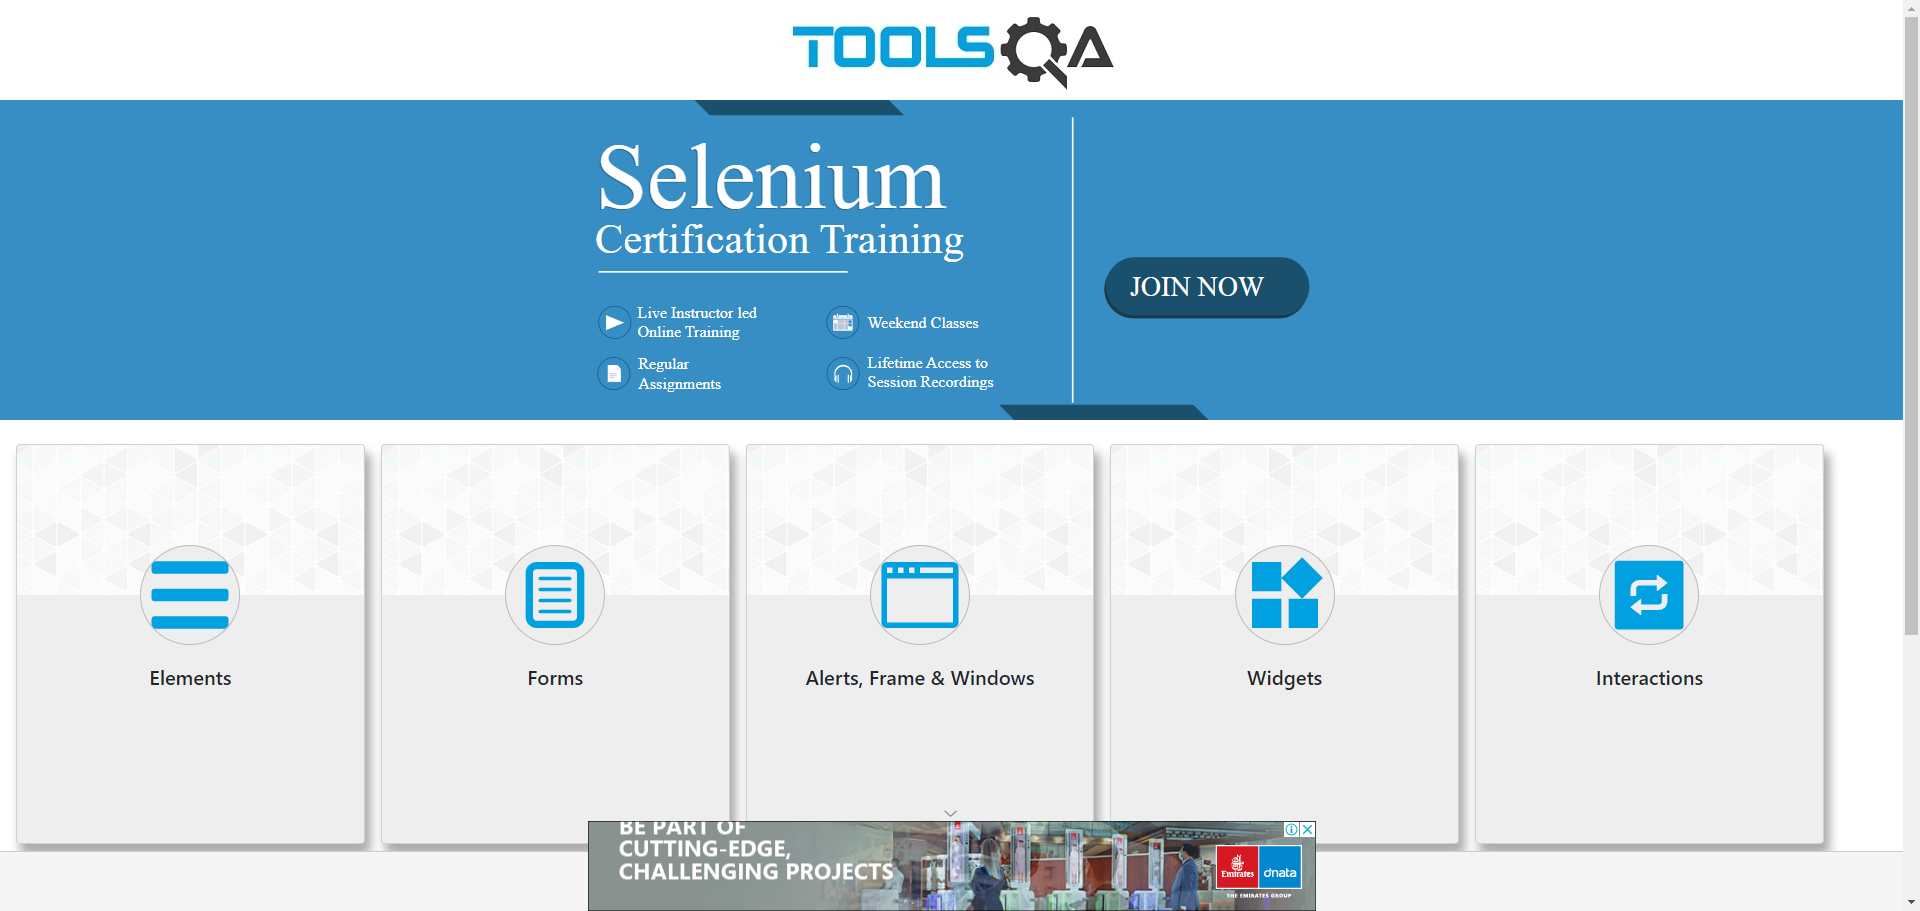 TOOLSQA
Selenium
Certification Training
JOIN NOW
Live Instructor led
Online Training
Weekend Classes
Regular
Assignments
Lifetime Access to
Session Recordings
Elements
Forms
Alerts, Frame & Windows
Widgets
Interactions
BE PART OF
CUTTING-EDGE,
CHALLENGING PROJECTS
Emirates
dnata
THE EMIRATES GROUP